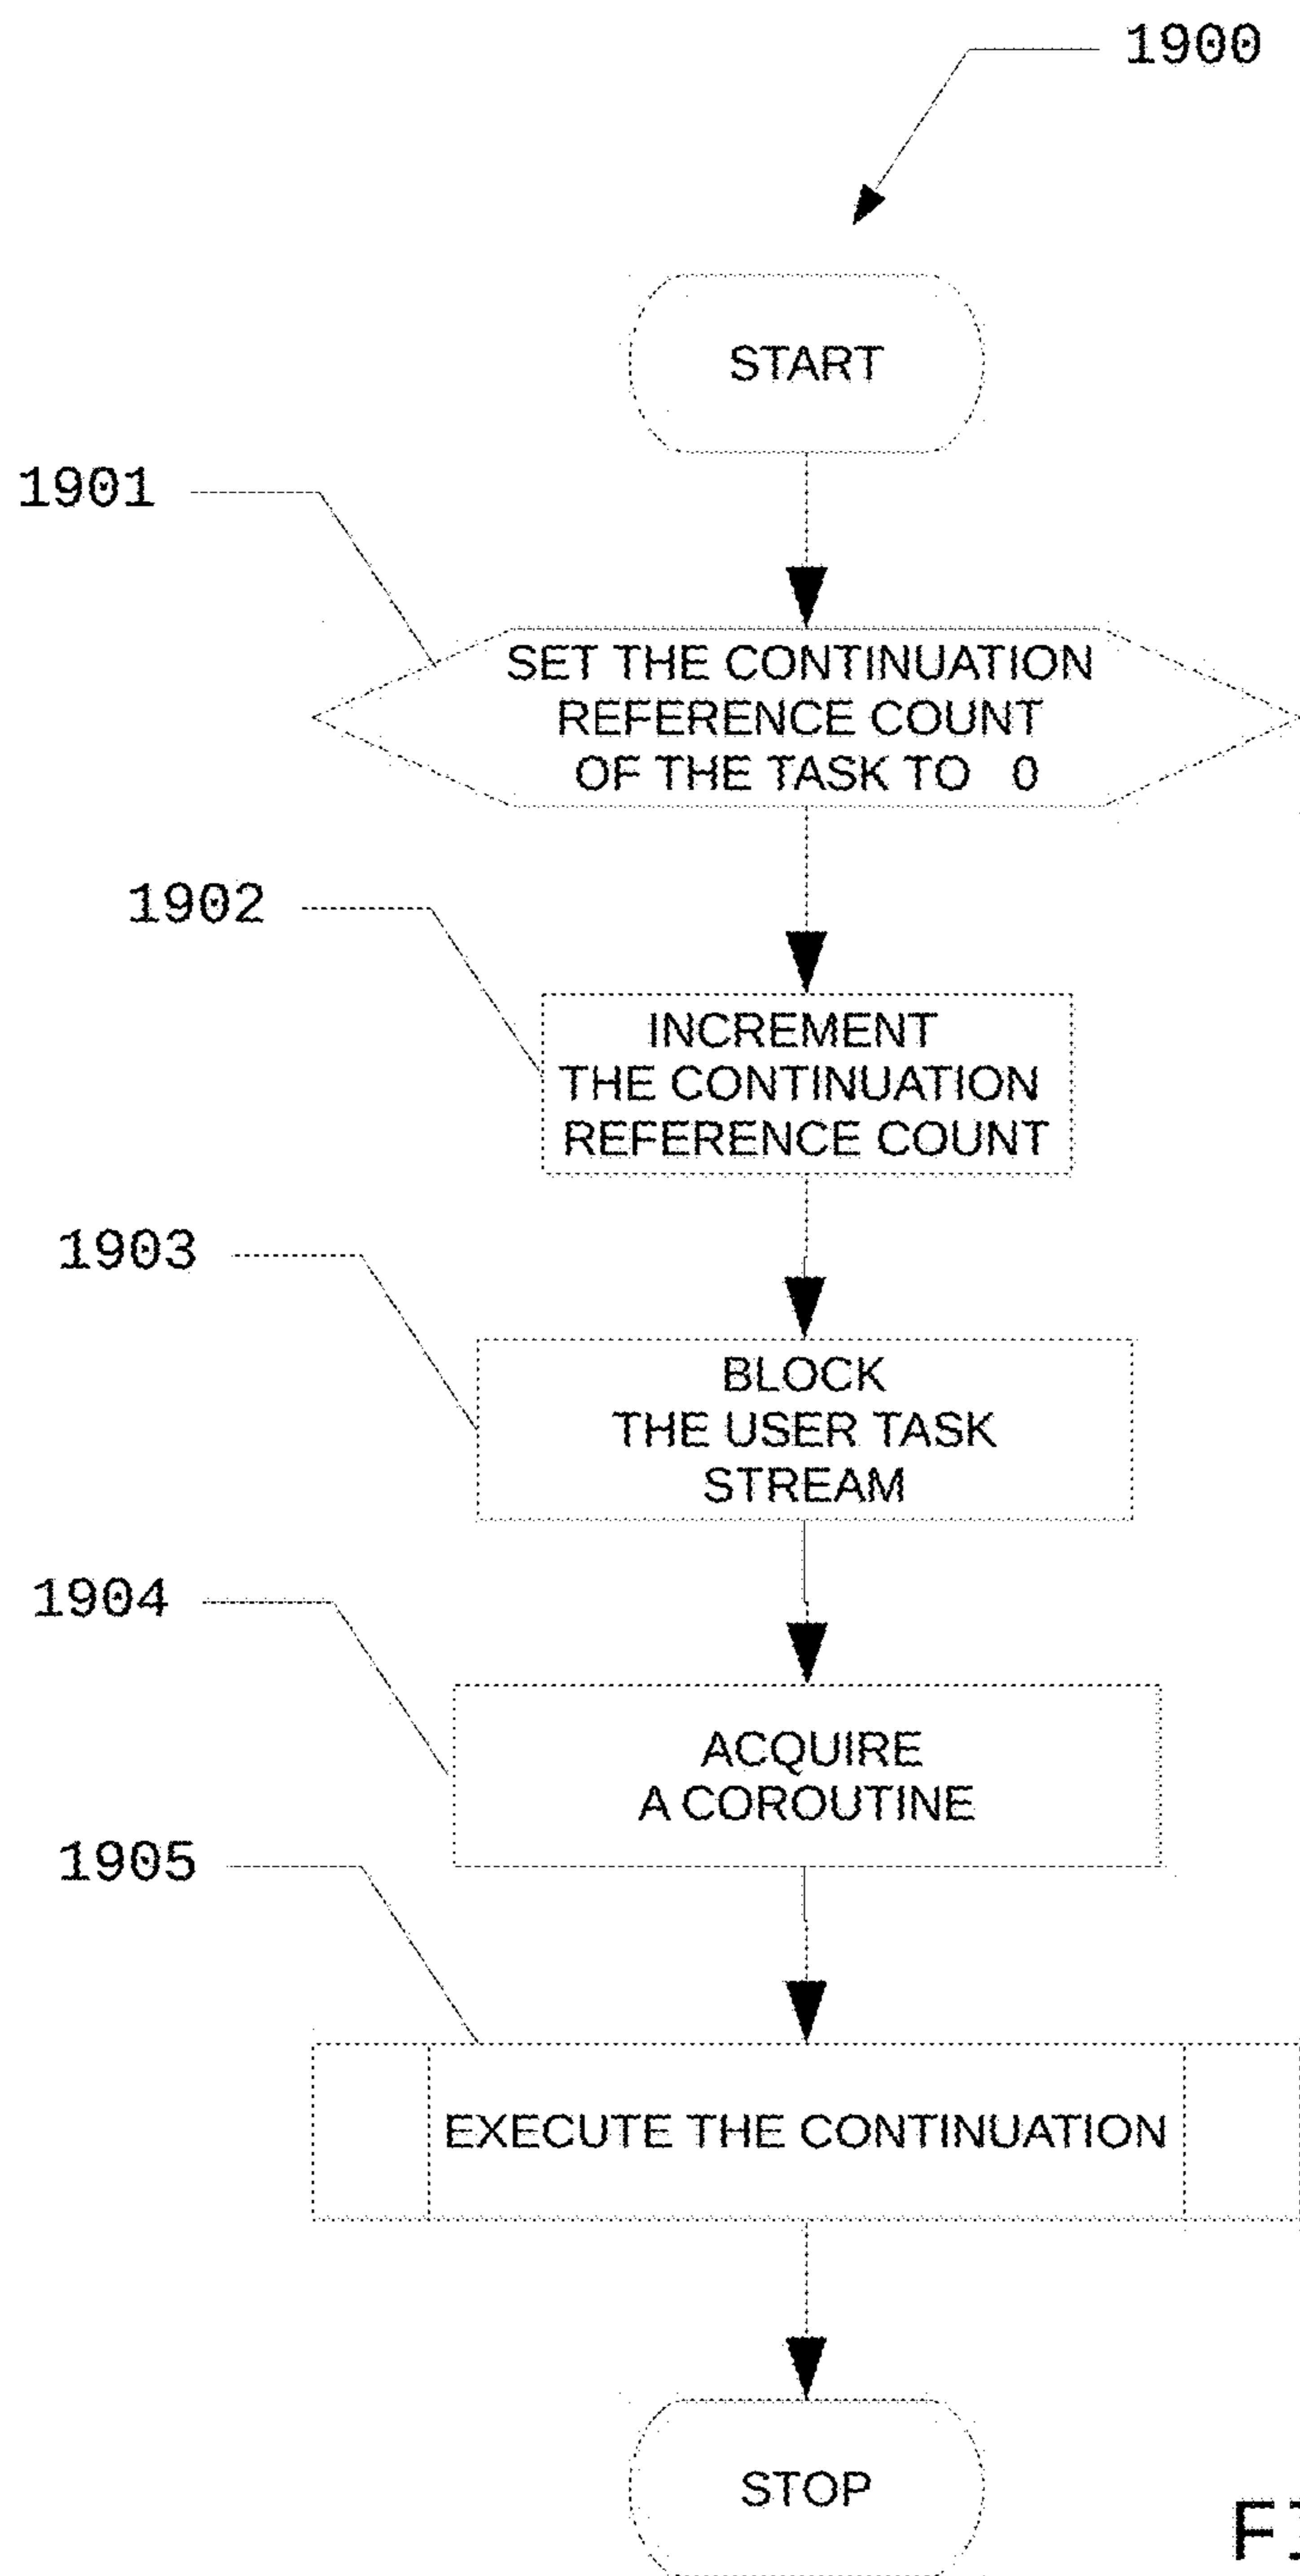 1900
START
1901
SET THE CONTINUATION
REFERENCE COUNT
OF THE TASK TO 0
1902
INCREMENT
THE CONTINUATION
REFERENCE COUNT
1903
BLOCK
THE USER TASK
STREAM
1904
ACQUIRE
A COROUTINE
1905
EXECUTE THE CONTINUATION
STOP